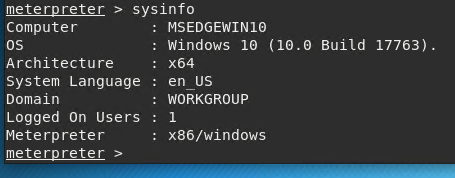 meterpreter > sysinfo
Computer        : MSEDGEWIN10
OS              : Windows 10 (10.0 Build 17763).
Architecture    : x64
System Language : en_US
Domain          : WORKGROUP
Logged On Users : 1
Meterpreter     : x86/windows
meterpreter >